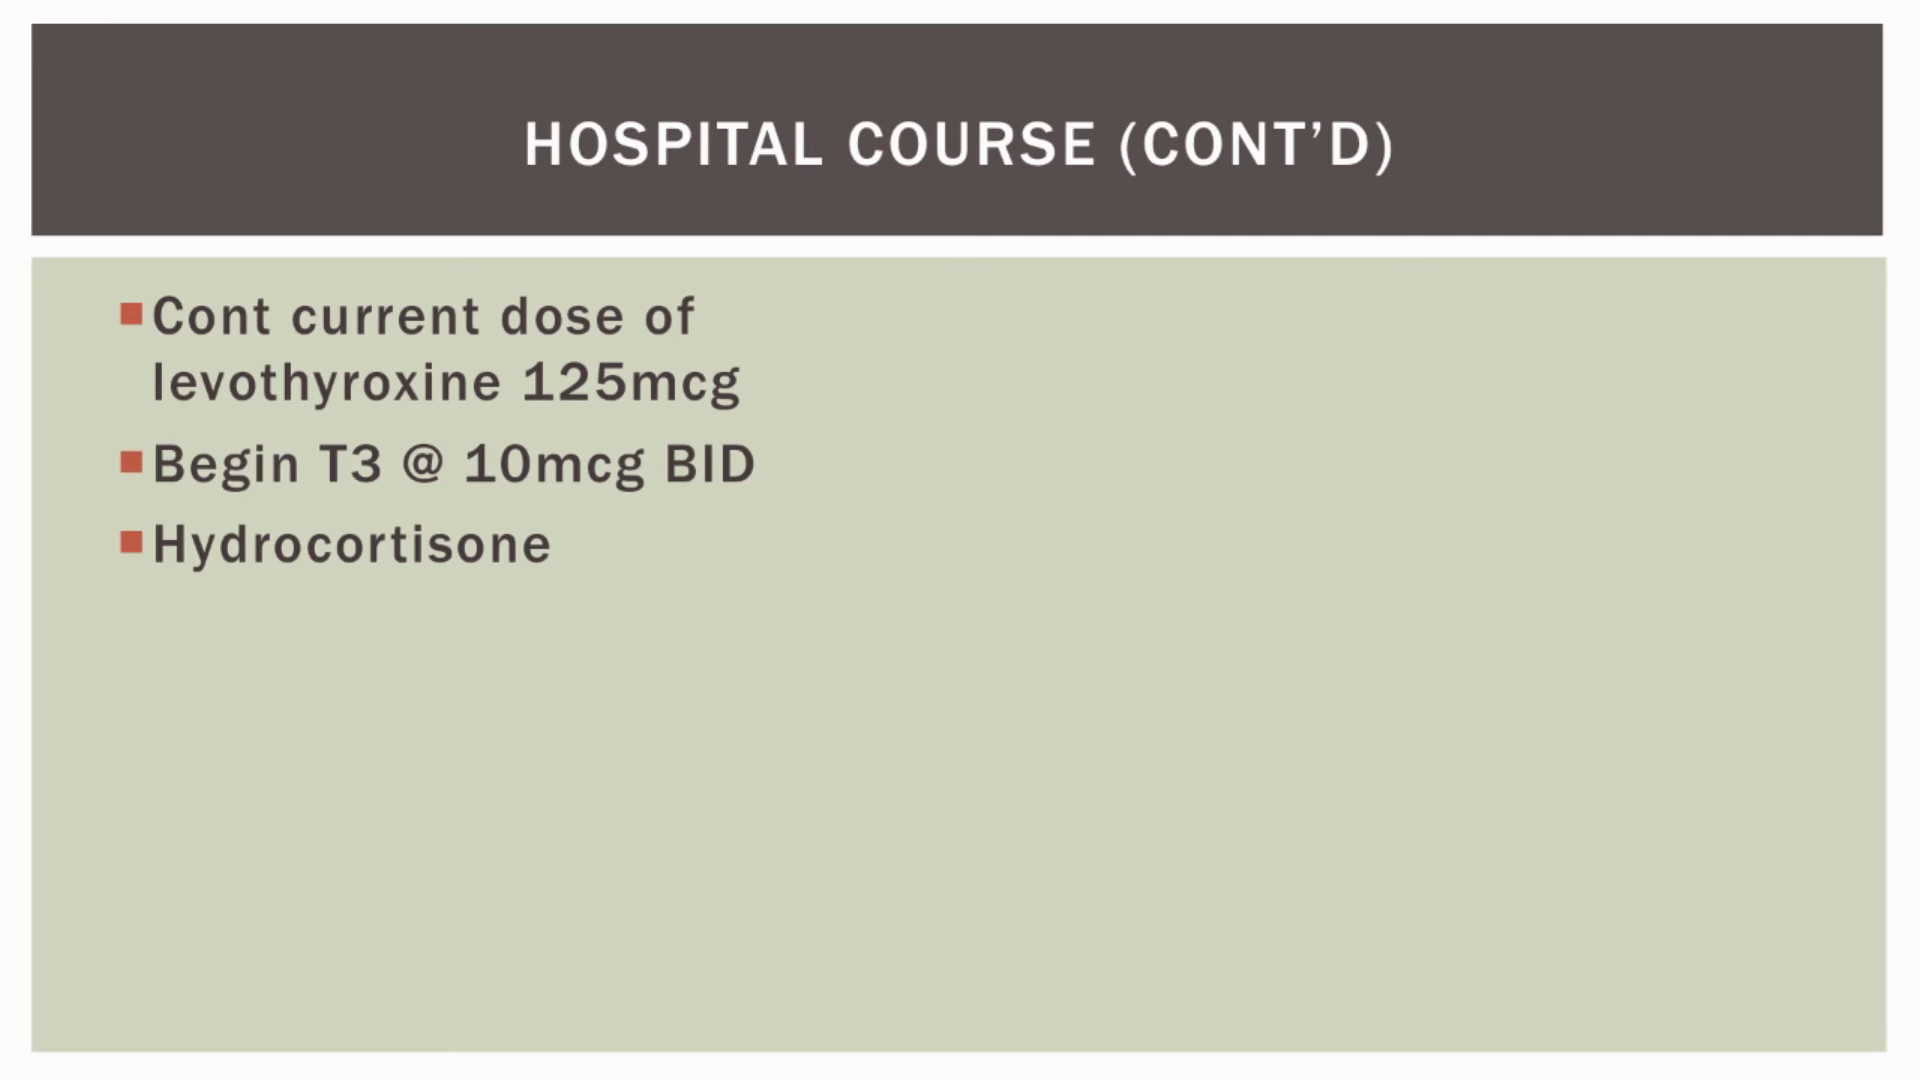 HOSPITAL COURSE (CONT’D)
Cont current dose of
levothyroxine 125mcg
Begin T3 @ 10mcg BID
Hydrocortisone